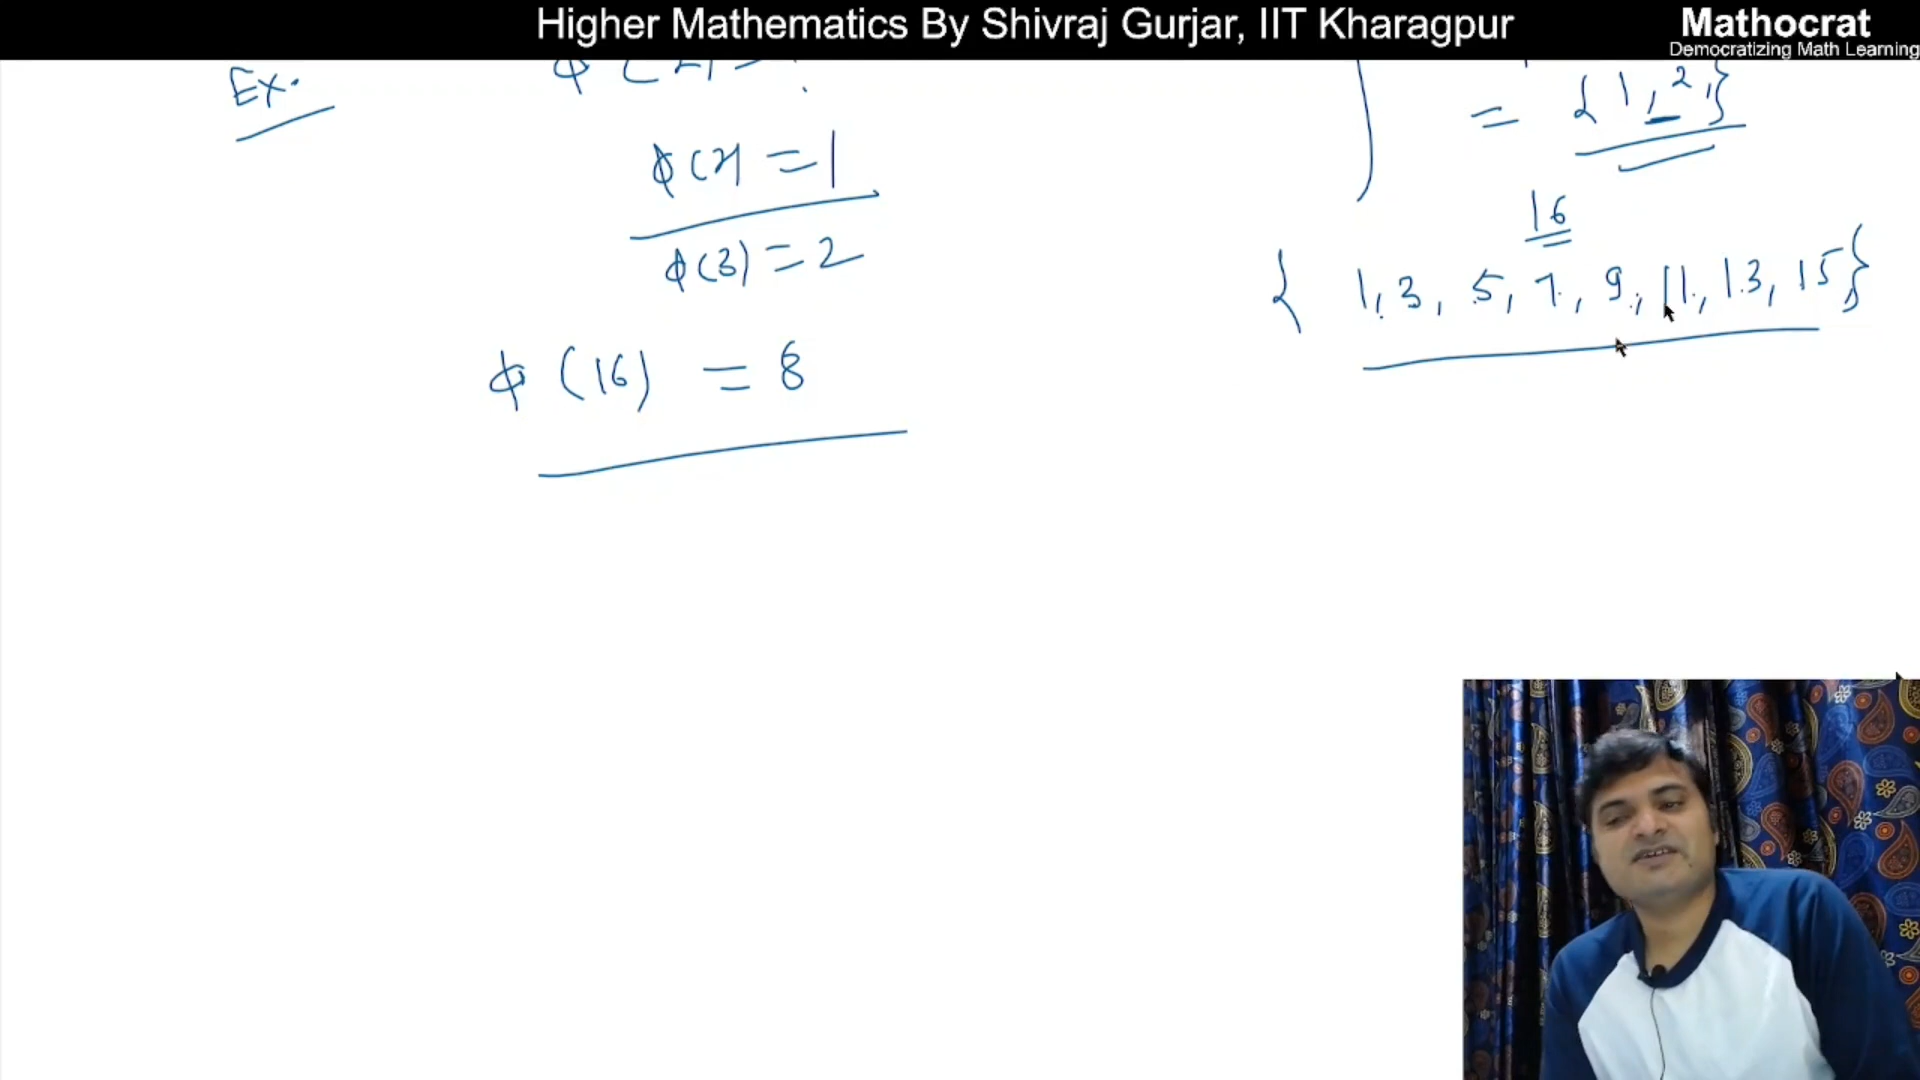 Higher Mathematics By Shivraj Gurjar, IIT Kharagpur
Mathocrat
Democratizing Math Learning
Ex.
ϕ(2) = 1
ϕ(3) = 2
ϕ(16) = 8
= {1, 2,}
16
{ 1, 3, 5, 7, 9, 11, 13, 15, }